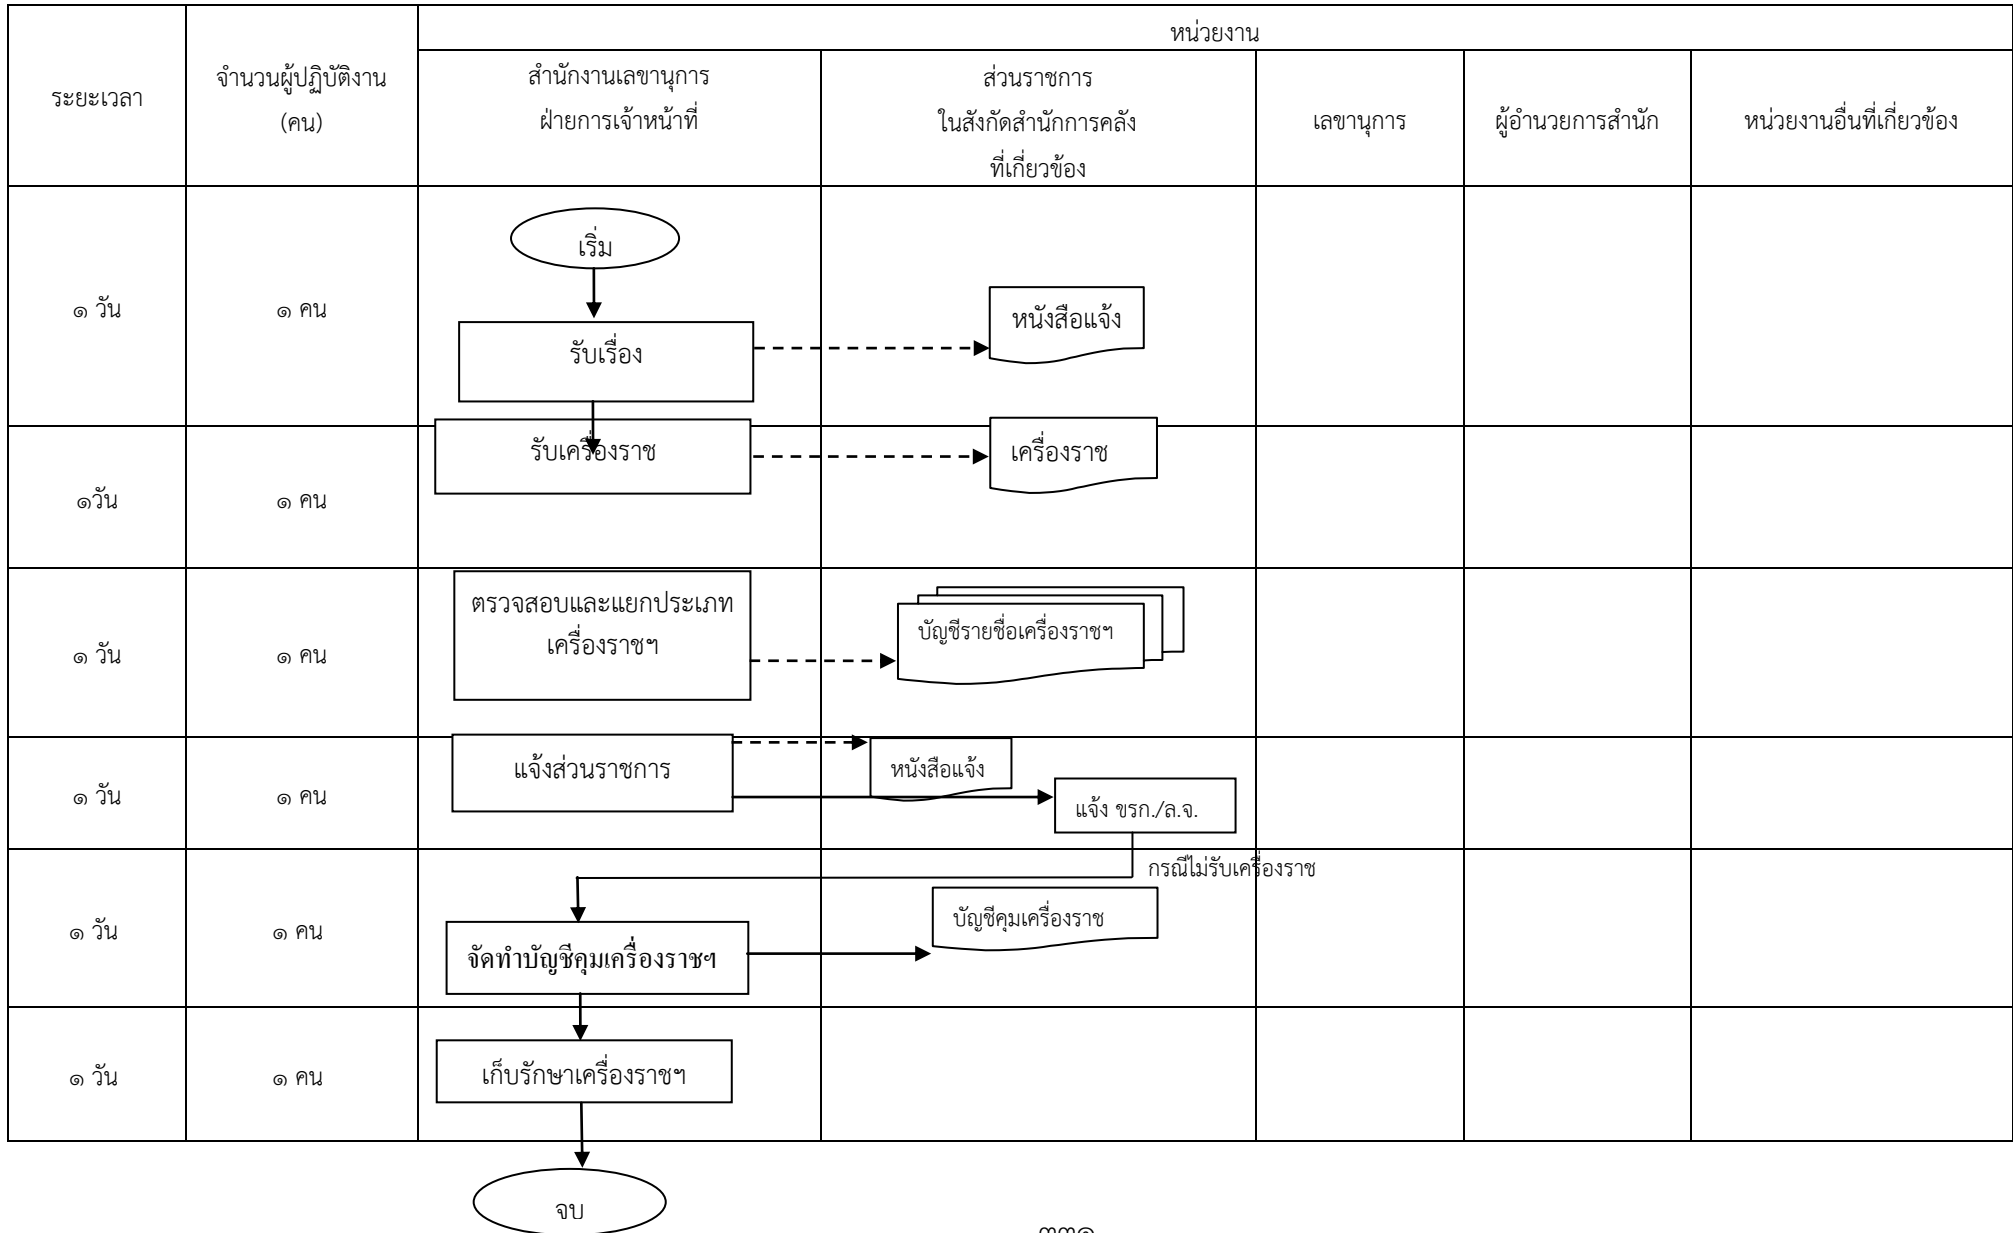 หน่วยงาน
ระยะเวลา
จำนวนผู้ปฏิบัติงาน
(คน)
สำนักงานเลขานุการ
ฝ่ายการเจ้าหน้าที่
ส่วนราชการ
ในสังกัดสำนักการคลัง
ที่เกี่ยวข้อง
เลขานุการ
ผู้อำนวยการสำนัก
หน่วยงานอื่นที่เกี่ยวข้อง
เริ่ม
๑ วัน
๑ คน
รับเรื่อง
หนังสือแจ้ง
๑วัน
๑ คน
รับเครื่องราช
เครื่องราช
๑ วัน
๑ คน
ตรวจสอบและแยกประเภท
เครื่องราชฯ
บัญชีรายชื่อเครื่องราชฯ
๑ วัน
๑ คน
แจ้งส่วนราชการ
หนังสือแจ้ง
แจ้ง ขรก./ล.จ.
กรณีไม่รับเครื่องราช
๑ วัน
๑ คน
จัดทำบัญชีคุมเครื่องราชฯ
บัญชีคุมเครื่องราช
๑ วัน
๑ คน
เก็บรักษาเครื่องราชฯ
จบ